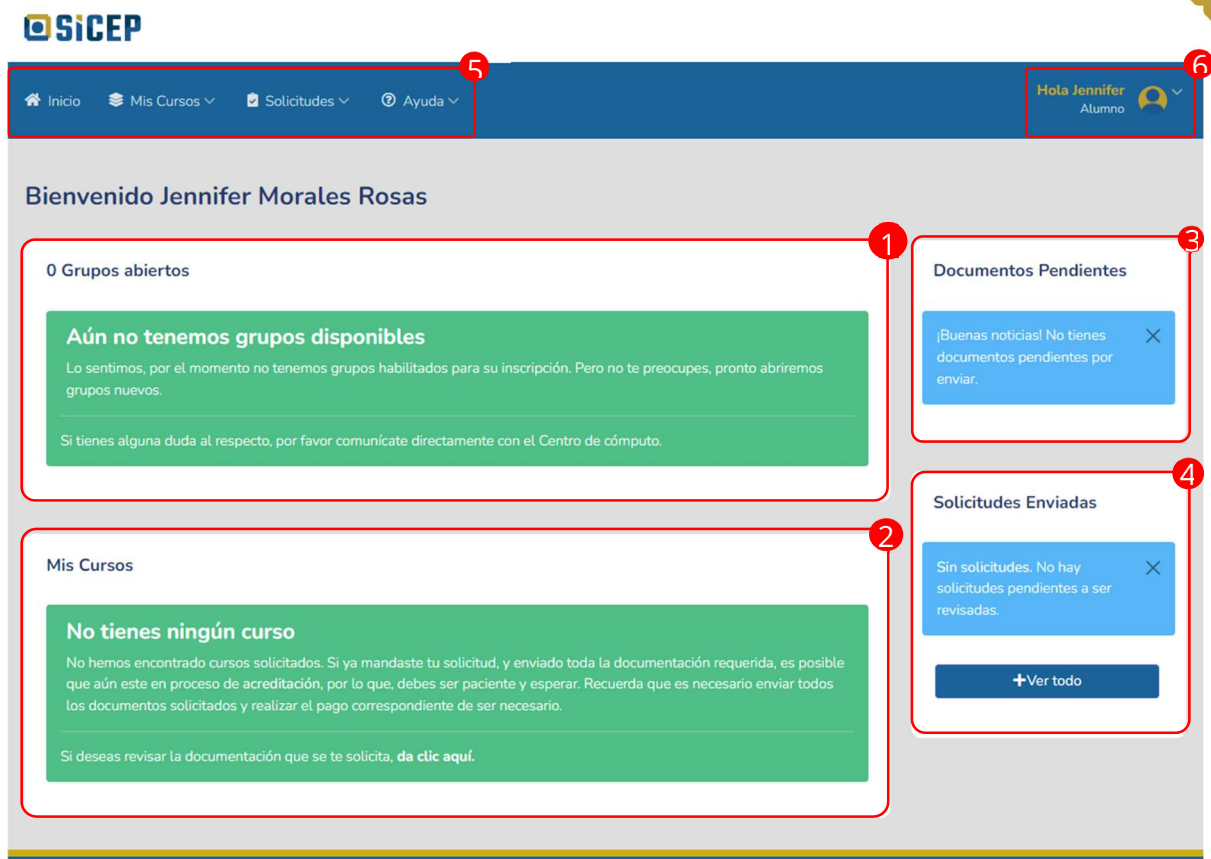 SiCEP
5
6
Inicio Mis Cursos Solicitudes Ayuda
Hola Jennifer
Alumno
Bienvenido Jennifer Morales Rosas
1
0 Grupos abiertos
Aún no tenemos grupos disponibles
Lo sentimos, por el momento no tenemos grupos habilitados para su inscripción. Pero no te preocupes, pronto abriremos
grupos nuevos.
Si tienes alguna duda al respecto, por favor comunícate directamente con el Centro de cómputo.
2
Mis Cursos
No tienes ningún curso
No hemos encontrado cursos solicitados. Si ya mandaste tu solicitud, y enviado toda la documentación requerida, es posible
que aún este en proceso de acreditación, por lo que, debes ser paciente y esperar. Recuerda que es necesario enviar todos
los documentos solicitados y realizar el pago correspondiente de ser necesario.
Si deseas revisar la documentación que se te solicita, da clic aquí.
3
Documentos Pendientes
¡Buenas noticias! No tienes
documentos pendientes por
enviar.
4
Solicitudes Enviadas
Sin solicitudes. No hay
solicitudes pendientes a ser
revisadas.
+Ver todo